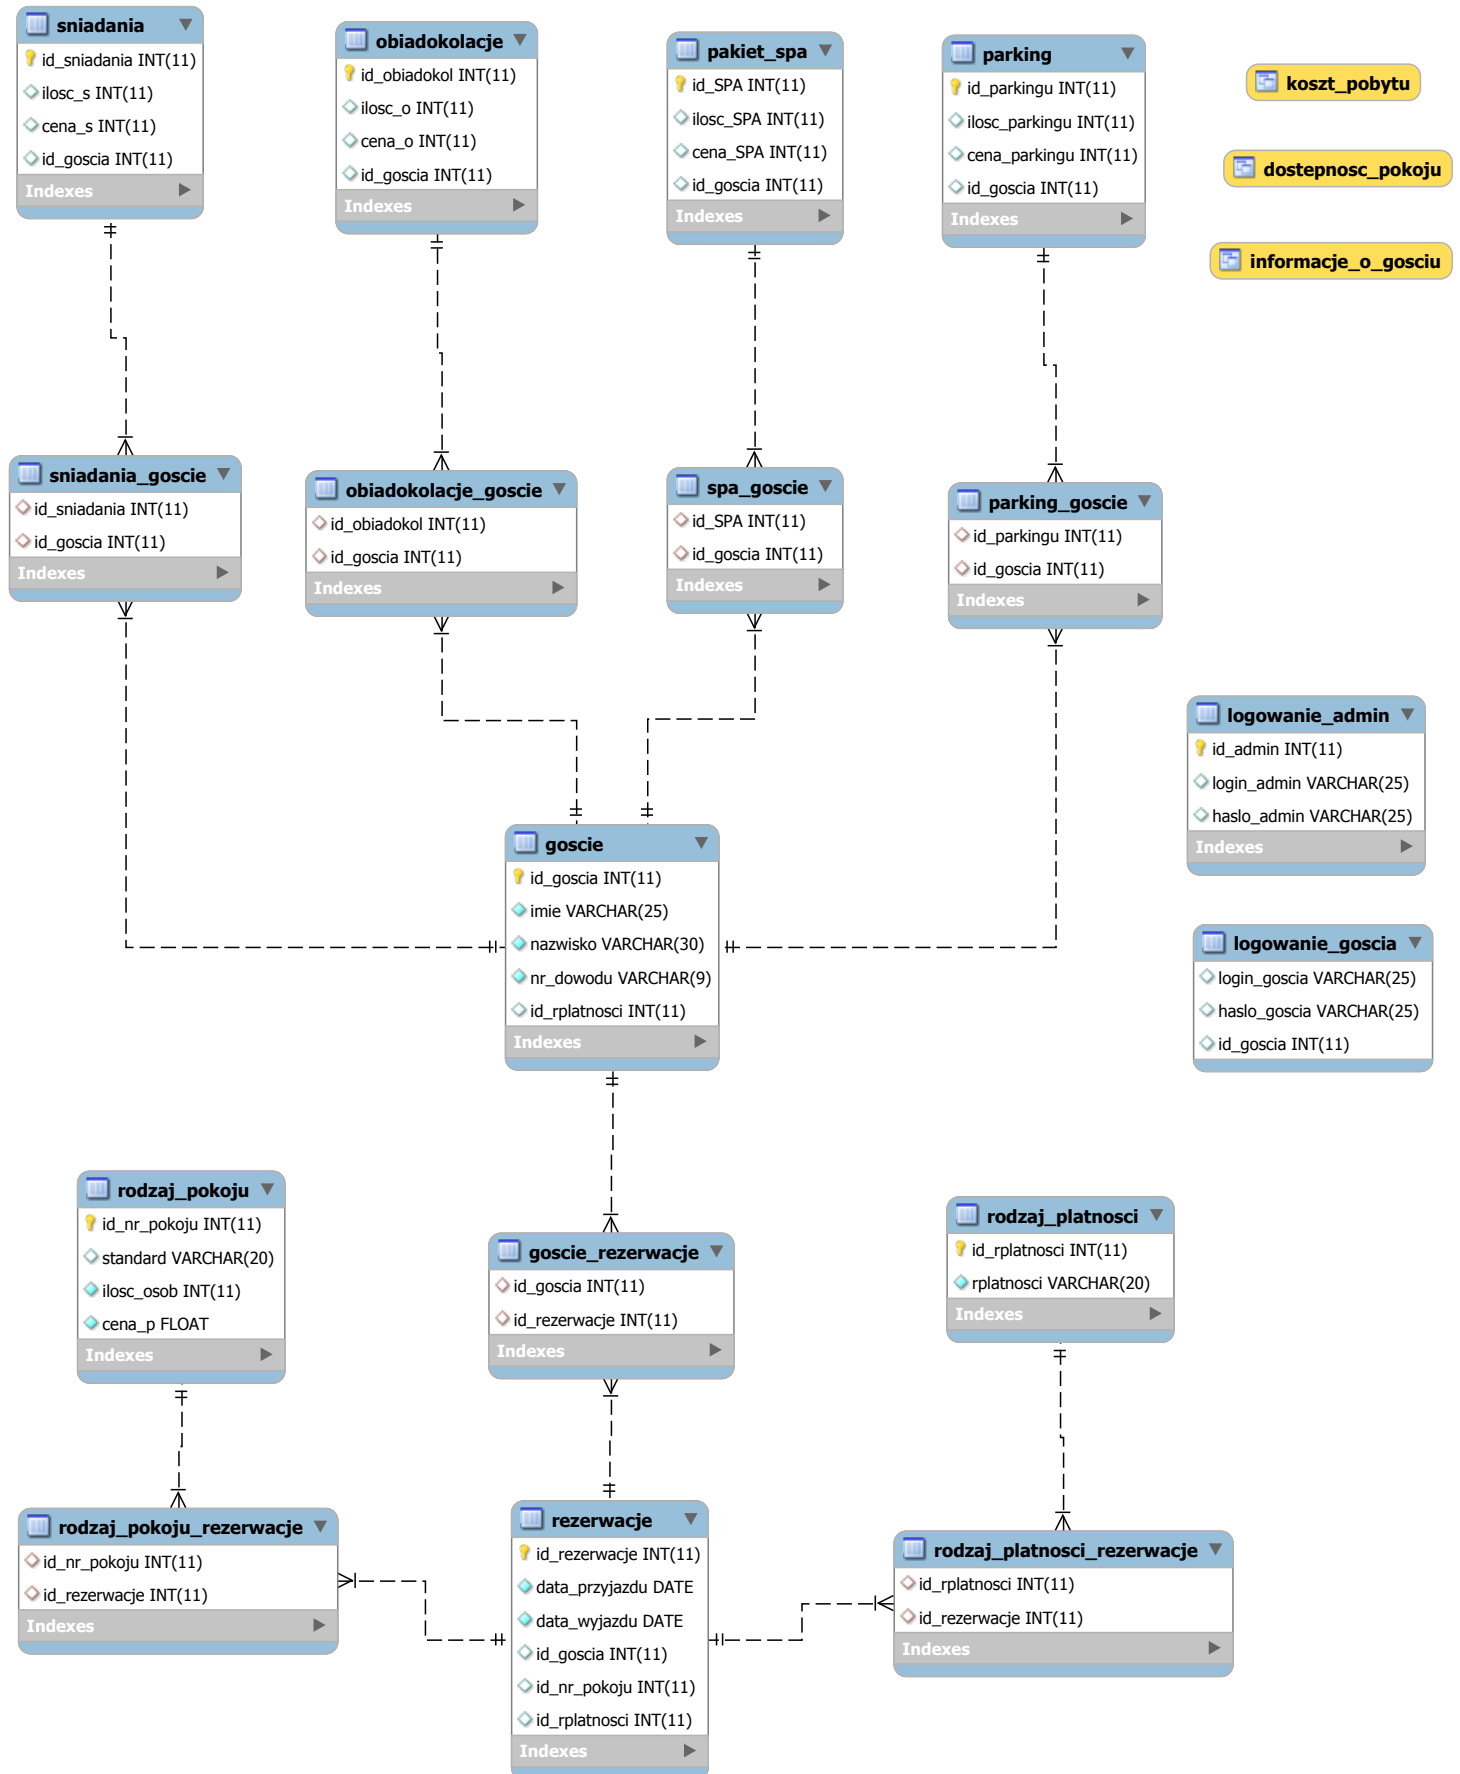 sniadania
id_sniadania INT(11)
ilosc_s INT(11)
cena_s INT(11)
id_goscia INT(11)
Indexes
obiadokolacje
id_obiadokol INT(11)
ilosc_o INT(11)
cena_o INT(11)
id_goscia INT(11)
Indexes
pakiet_spa
id_SPA INT(11)
ilosc_SPA INT(11)
cena_SPA INT(11)
id_goscia INT(11)
Indexes
parking
id_parkingu INT(11)
ilosc_parkingu INT(11)
cena_parkingu INT(11)
id_goscia INT(11)
Indexes
koszt_pobytu
dostepnosc_pokoju
informacje_o_gosciu
sniadania_goscie
id_sniadania INT(11)
id_goscia INT(11)
Indexes
obiadokolacje_goscie
id_obiadokol INT(11)
id_goscia INT(11)
Indexes
spa_goscie
id_SPA INT(11)
id_goscia INT(11)
Indexes
parking_goscie
id_parkingu INT(11)
id_goscia INT(11)
Indexes
logowanie_admin
id_admin INT(11)
login_admin VARCHAR(25)
haslo_admin VARCHAR(25)
Indexes
goscie
id_goscia INT(11)
imie VARCHAR(25)
nazwisko VARCHAR(30)
nr_dowodu VARCHAR(9)
id_rplatnosci INT(11)
Indexes
logowanie_goscia
login_goscia VARCHAR(25)
haslo_goscia VARCHAR(25)
id_goscia INT(11)
rodzaj_pokoju
id_nr_pokoju INT(11)
standard VARCHAR(20)
ilosc_osob INT(11)
cena_p FLOAT
Indexes
goscie_rezerwacje
id_goscia INT(11)
id_rezerwacje INT(11)
Indexes
rodzaj_platnosci
id_rplatnosci INT(11)
rplatnosci VARCHAR(20)
Indexes
rodzaj_pokoju_rezerwacje
id_nr_pokoju INT(11)
id_rezerwacje INT(11)
Indexes
rezerwacje
id_rezerwacje INT(11)
data_przyjazdu DATE
data_wyjazdu DATE
id_goscia INT(11)
id_nr_pokoju INT(11)
id_rplatnosci INT(11)
Indexes
rodzaj_platnosci_rezerwacje
id_rplatnosci INT(11)
id_rezerwacje INT(11)
Indexes